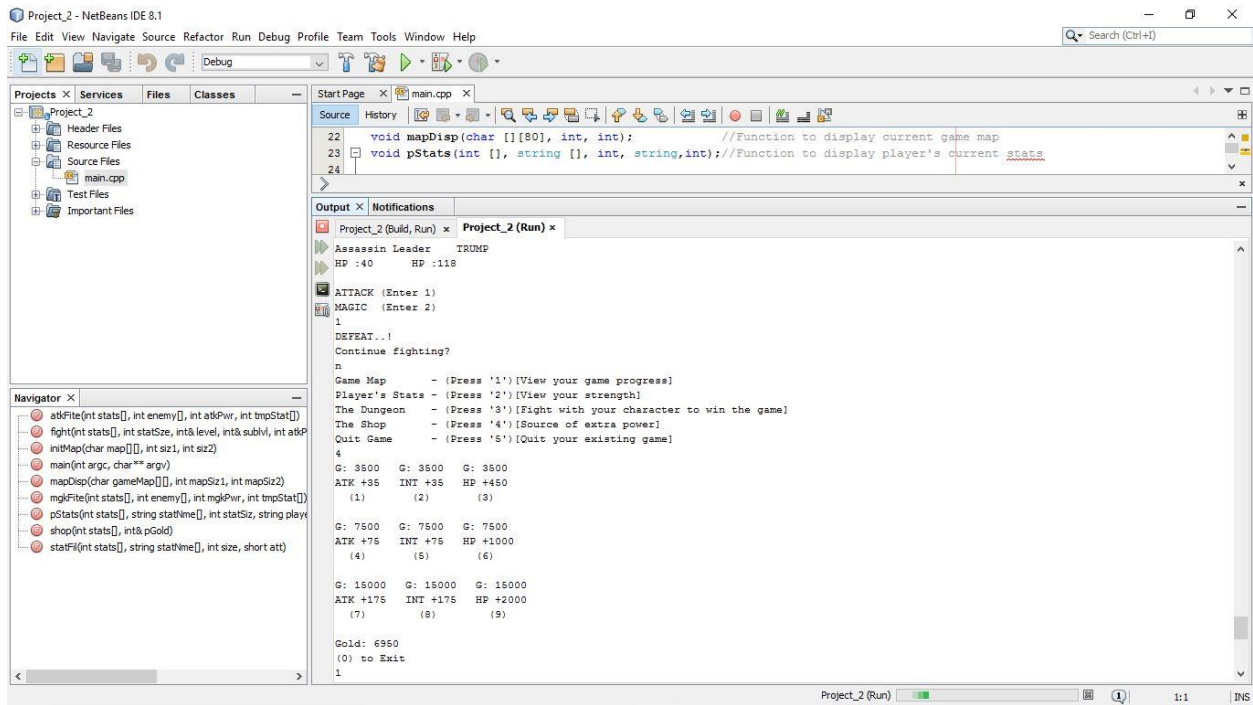 Project_2 - NetBeans IDE 8.1
File Edit View Navigate Source Refactor Run Debug Profile Team Tools Window Help
Search (Ctrl+I)
Debug
Projects Services Files Classes
Project_2
Header Files
Resource Files
Source Files
main.cpp
Test Files
Important Files
Navigator
atkFite(int stats[], int enemy[], int atkPwr, int tmpStat[])
fight(int stats[], int statSze, int& level, int& sublvl, int atkP
initMap(char map[][], int siz1, int siz2)
main(int argc, char** argv)
mapDisp(char gameMap[][], int mapSiz1, int mapSiz2)
mgkFite(int stats[], int enemy[], int mgkPwr, int tmpStat[])
pStats(int stats[], string statNme[], int statSiz, string playe
shop(int stats[], int& pGold)
statFil(int stats[], string statNme[], int size, short att)
Start Page main.cpp
Source History
22 void mapDisp(char [][80], int, int); //Function to display current game map
23 void pStats(int [], string [], int, string,int);//Function to display player's current stats
24
Output Notifications
Project_2 (Build, Run) Project_2 (Run)
Assassin Leader TRUMP
HP :40 HP :118
ATTACK (Enter 1)
MAGIC (Enter 2)
1
DEFEAT..!
Continue fighting?
n
Game Map - (Press '1')[View your game progress]
Player's Stats - (Press '2')[View your strength]
The Dungeon - (Press '3')[Fight with your character to win the game]
The Shop - (Press '4')[Source of extra power]
Quit Game - (Press '5')[Quit your existing game]
4
G: 3500 G: 3500 G: 3500
ATK +35 INT +35 HP +450
(1) (2) (3)
G: 7500 G: 7500 G: 7500
ATK +75 INT +75 HP +1000
(4) (5) (6)
G: 15000 G: 15000 G: 15000
ATK +175 INT +175 HP +2000
(7) (8) (9)
Gold: 6950
(0) to Exit
1
Project_2 (Run) 1 1:1 INS